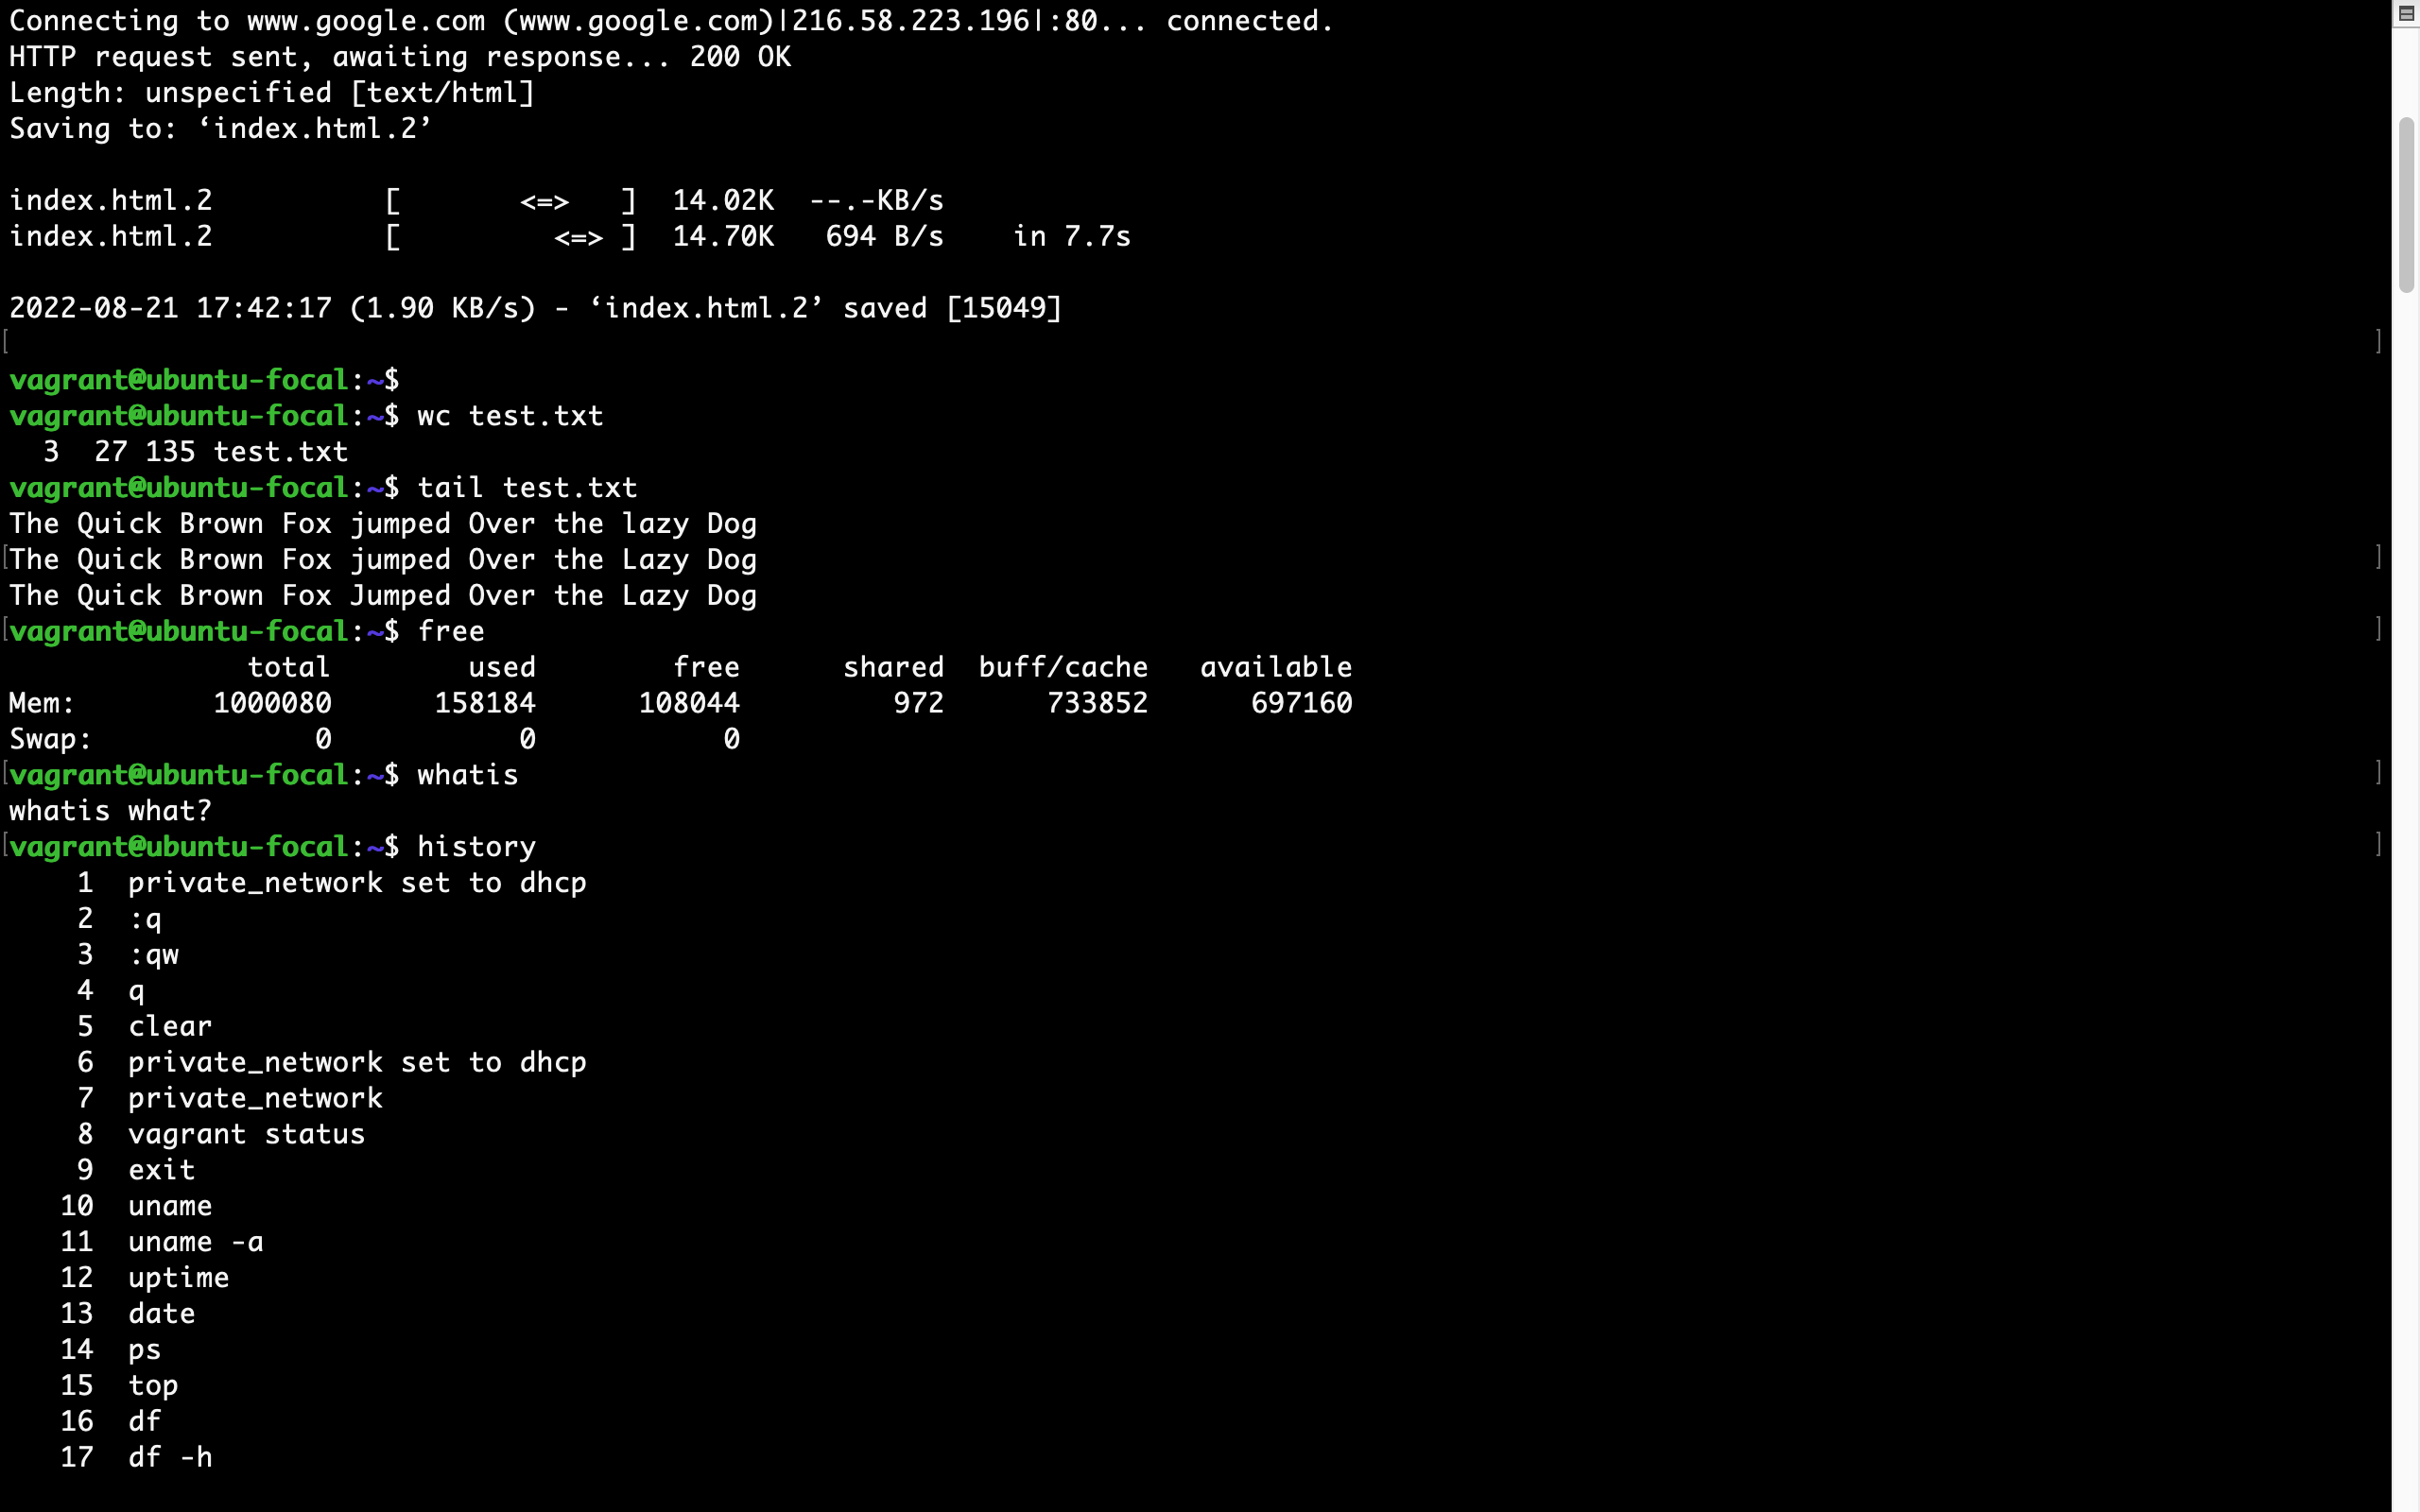 Connecting to www.google.com (www.google.com)|216.58.223.196|:80... connected.
HTTP request sent, awaiting response... 200 OK
Length: unspecified [text/html]
Saving to: ‘index.html.2’

index.html.2          [       <=>   ]  14.02K  --.-KB/s
index.html.2          [         <=> ]  14.70K   694 B/s    in 7.7s

2022-08-21 17:42:17 (1.90 KB/s) - ‘index.html.2’ saved [15049]

vagrant@ubuntu-focal:~$
vagrant@ubuntu-focal:~$ wc test.txt
  3  27 135 test.txt
vagrant@ubuntu-focal:~$ tail test.txt
The Quick Brown Fox jumped Over the lazy Dog
The Quick Brown Fox jumped Over the Lazy Dog
The Quick Brown Fox Jumped Over the Lazy Dog
vagrant@ubuntu-focal:~$ free
              total        used        free      shared  buff/cache   available
Mem:        1000080      158184      108044         972      733852      697160
Swap:             0           0           0
vagrant@ubuntu-focal:~$ whatis
whatis what?
vagrant@ubuntu-focal:~$ history
    1  private_network set to dhcp
    2  :q
    3  :qw
    4  q
    5  clear
    6  private_network set to dhcp
    7  private_network
    8  vagrant status
    9  exit
   10  uname
   11  uname -a
   12  uptime
   13  date
   14  ps
   15  top
   16  df
   17  df -h